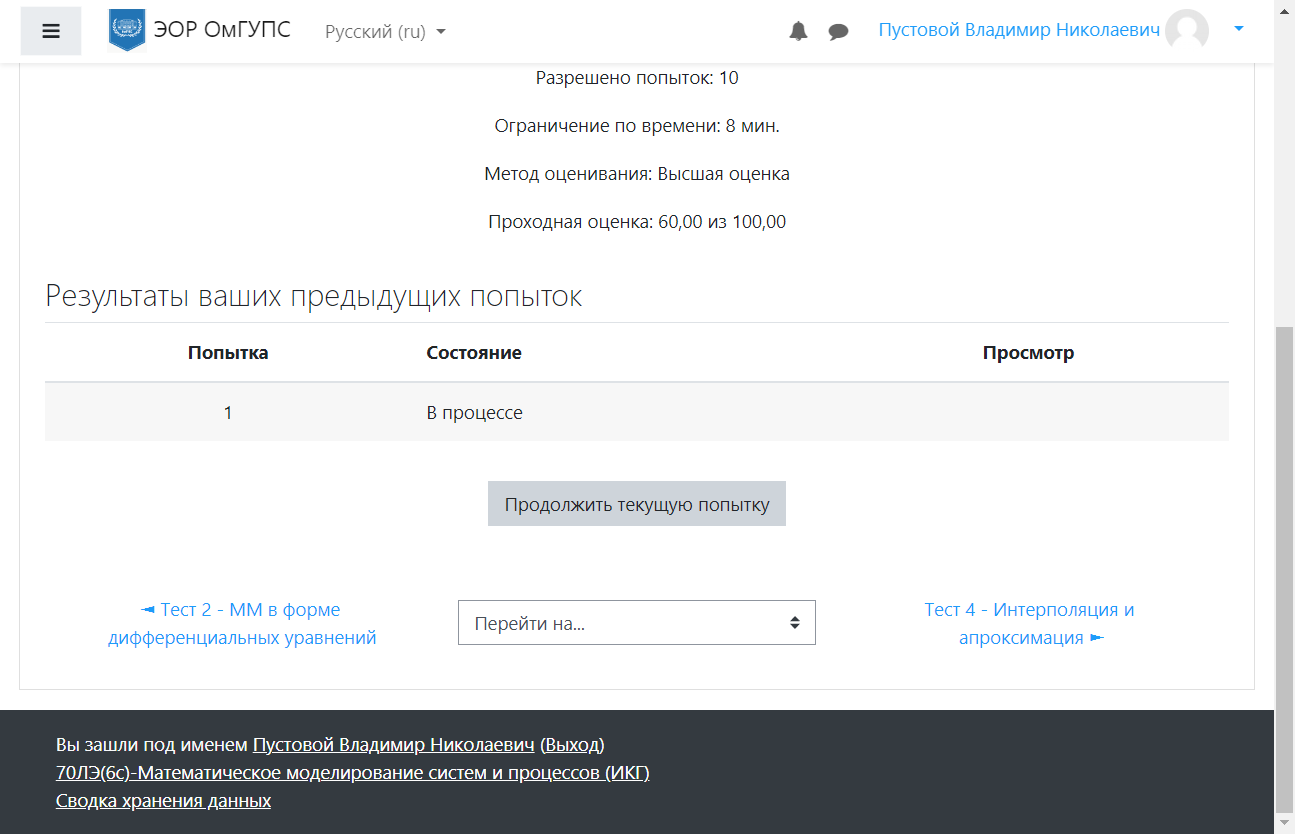 ЭОР ОмГУПС
Русский (ru)
Пустовой Владимир Николаевич
Разрешено попыток: 10
Ограничение по времени: 8 мин.
Метод оценивания: Высшая оценка
Проходная оценка: 60,00 из 100,00
Результаты ваших предыдущих попыток
Попытка Состояние Просмотр
1 В процессе
Продолжить текущую попытку
◄ Тест 2 - ММ в форме
дифференциальных уравнений
Перейти на...
Тест 4 - Интерполяция и
апроксимация ►
Вы зашли под именем Пустовой Владимир Николаевич (Выход)
70ЛЭ(6с)-Математическое моделирование систем и процессов (ИКГ)
Сводка хранения данных